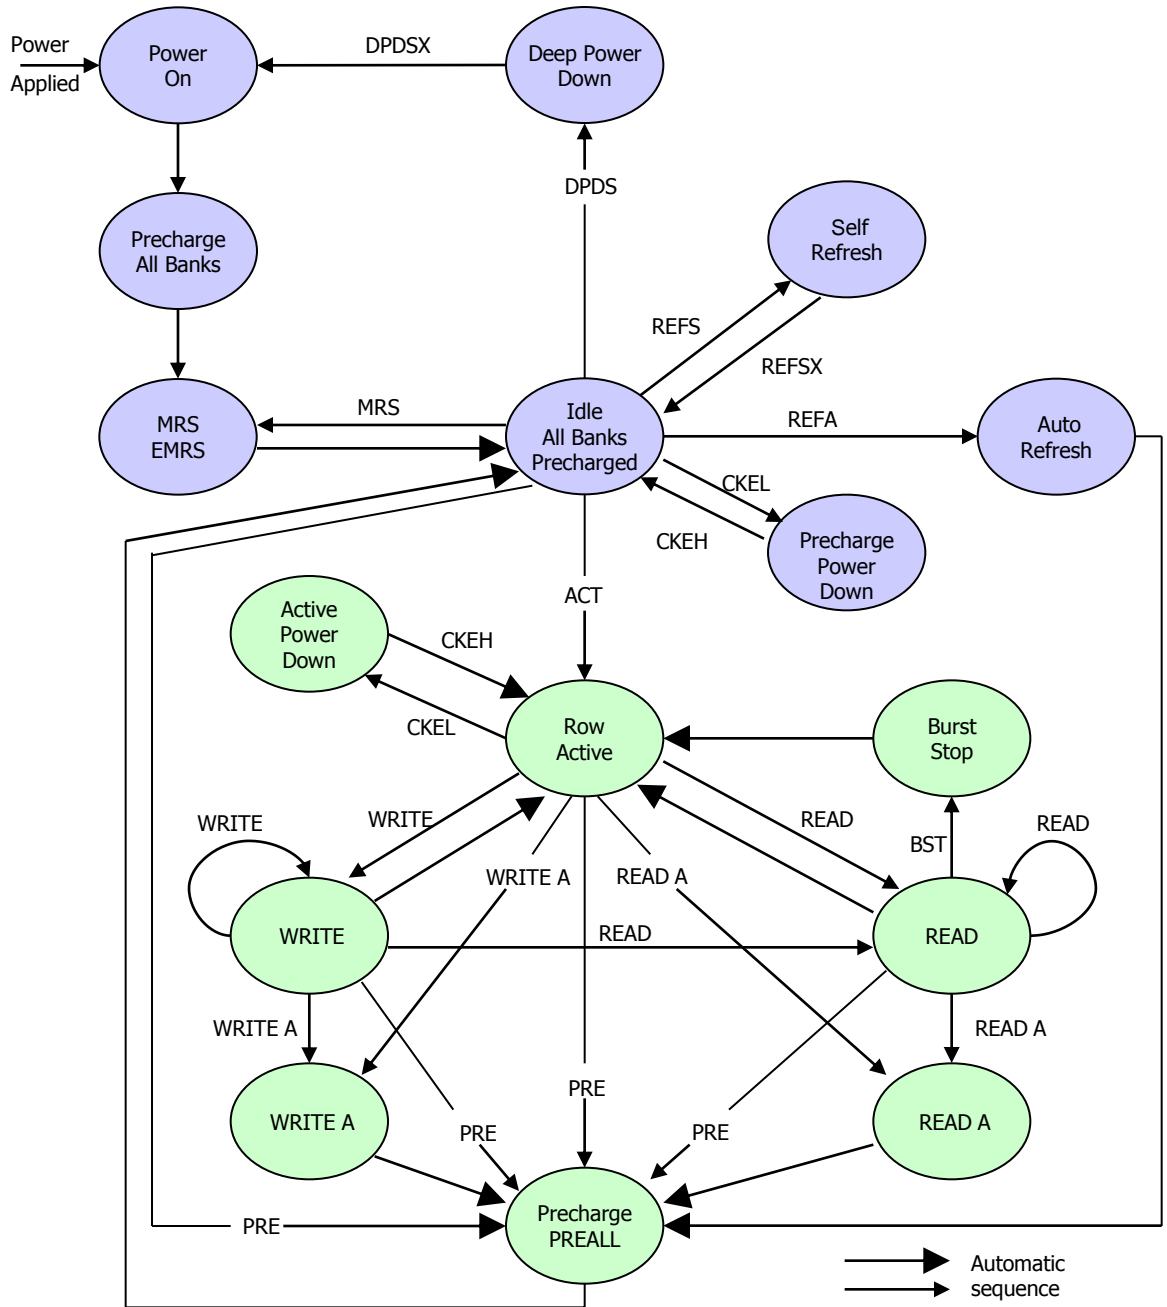 Power
Applied
Power
On
DPDSX
Deep Power
Down
DPDS
Precharge
All Banks
Self
Refresh
REFS
REFSX
MRS
EMRS
MRS
Idle
All Banks
Precharged
REFA
Auto
Refresh
CKEL
CKEH
Precharge
Power
Down
ACT
Active
Power
Down
CKEH
CKEL
Row
Active
Burst
Stop
WRITE
WRITE
READ
BST
READ
WRITE A
READ A
WRITE
READ
READ
WRITE A
READ A
PRE
WRITE A
PRE
PRE
READ A
PRE
Precharge
PREALL
Automatic
sequence